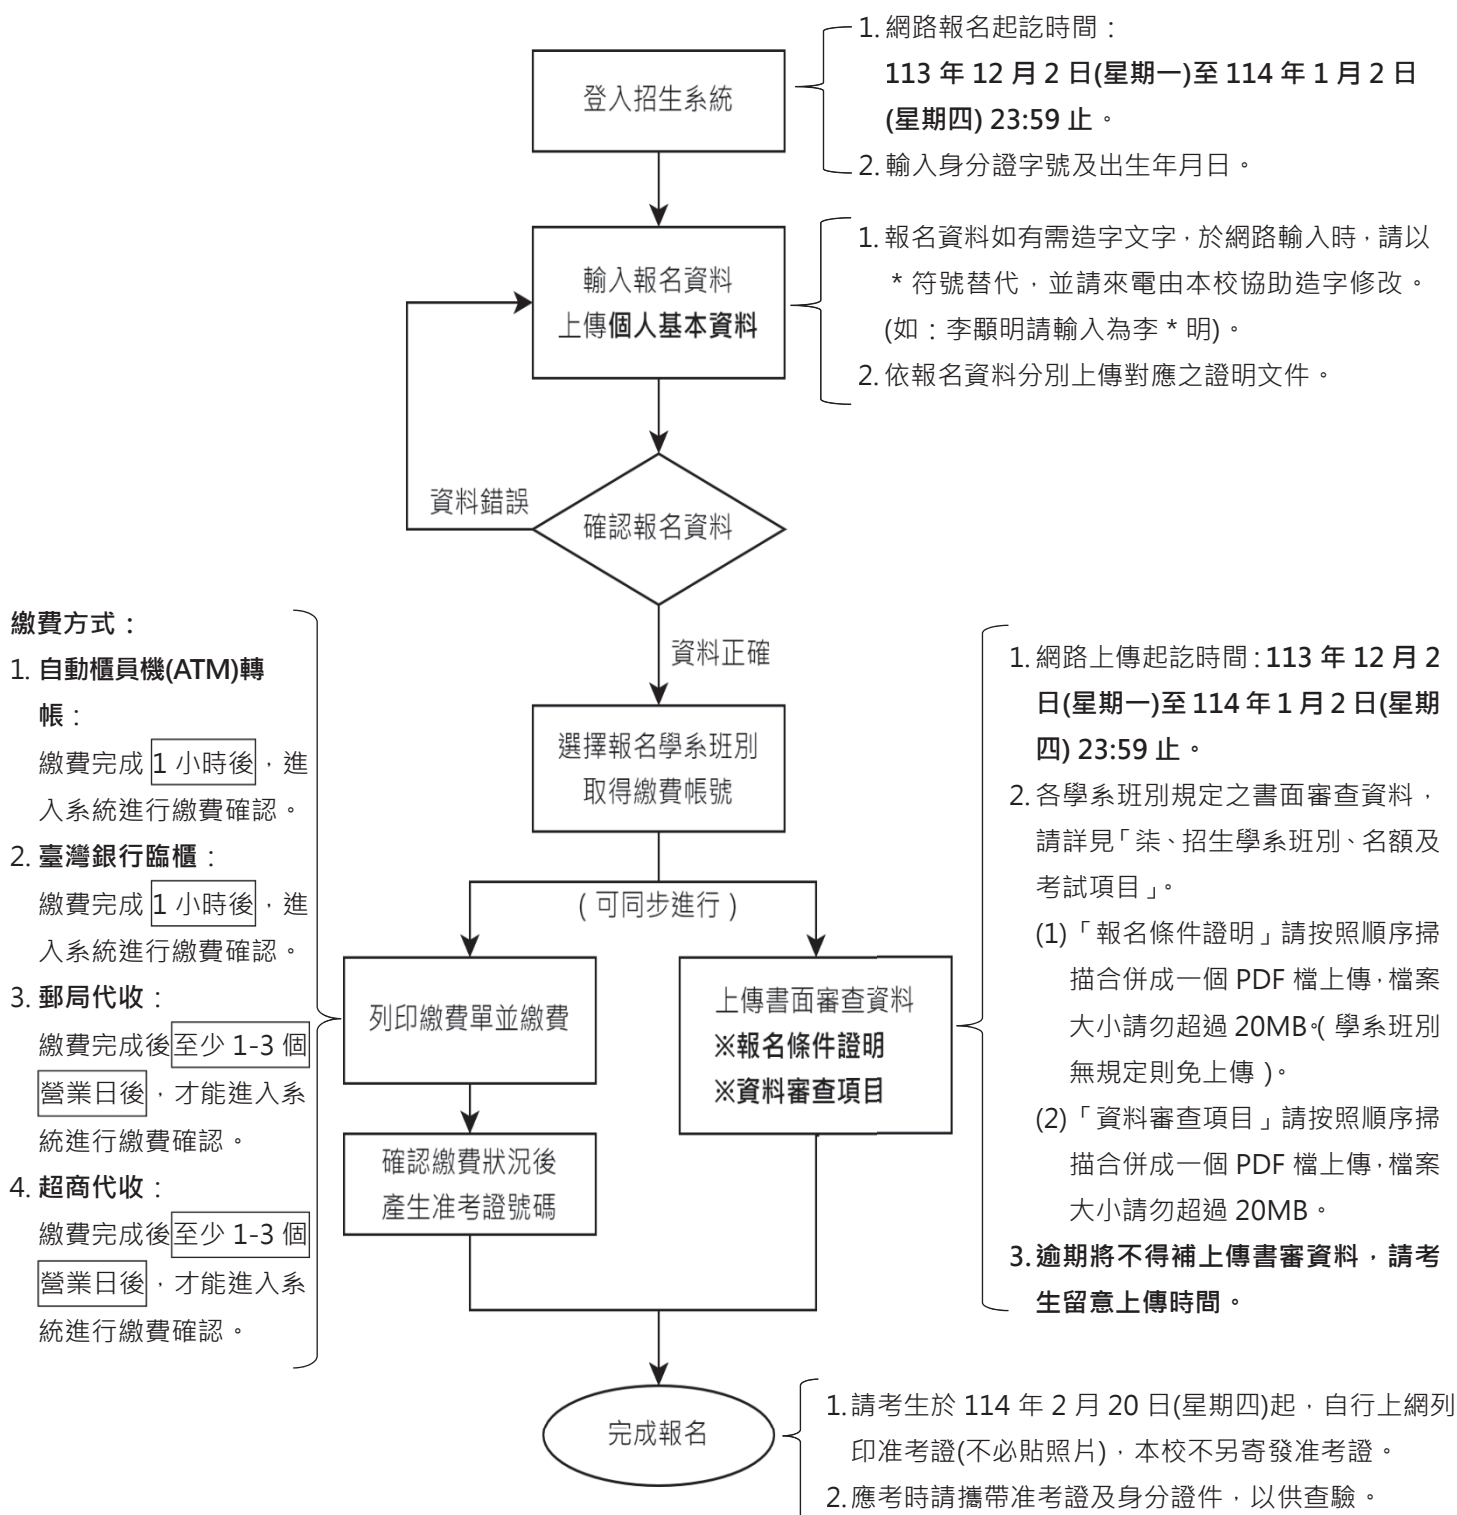 登入招生系統
1. 網路報名起訖時間：
113 年 12 月 2 日(星期一)至 114 年 1 月 2 日
(星期四) 23:59 止。
2. 輸入身分證字號及出生年月日。
輸入報名資料
上傳個人基本資料
1. 報名資料如有需造字文字，於網路輸入時，請以
* 符號替代，並請來電由本校協助造字修改。
(如：李顒明請輸入為李 * 明)。
2. 依報名資料分別上傳對應之證明文件。
資料錯誤
確認報名資料
資料正確
選擇報名學系班別
取得繳費帳號
(可同步進行)
繳費方式：
1. 自動櫃員機(ATM)轉
帳：
繳費完成 1 小時後，進
入系統進行繳費確認。
2. 臺灣銀行臨櫃：
繳費完成 1 小時後，進
入系統進行繳費確認。
3. 郵局代收：
繳費完成後至少 1-3 個
營業日後，才能進入系
統進行繳費確認。
4. 超商代收：
繳費完成後至少 1-3 個
營業日後，才能進入系
統進行繳費確認。
列印繳費單並繳費
確認繳費狀況後
產生准考證號碼
上傳書面審查資料
※報名條件證明
※資料審查項目
1. 網路上傳起訖時間：113 年 12 月 2
日(星期一)至 114 年 1 月 2 日(星期
四) 23:59 止。
2. 各學系班別規定之書面審查資料，
請詳見「柒、招生學系班別、名額及
考試項目」。
(1)「報名條件證明」請按照順序掃
描合併成一個 PDF 檔上傳，檔案
大小請勿超過 20MB。(學系班別
無規定則免上傳)。
(2)「資料審查項目」請按照順序掃
描合併成一個 PDF 檔上傳，檔案
大小請勿超過 20MB。
3. 逾期將不得補上傳書審資料，請考
生留意上傳時間。
完成報名
1. 請考生於 114 年 2 月 20 日(星期四)起，自行上網列
印准考證(不必貼照片)，本校不另寄發准考證。
2. 應考時請攜帶准考證及身分證件，以供查驗。